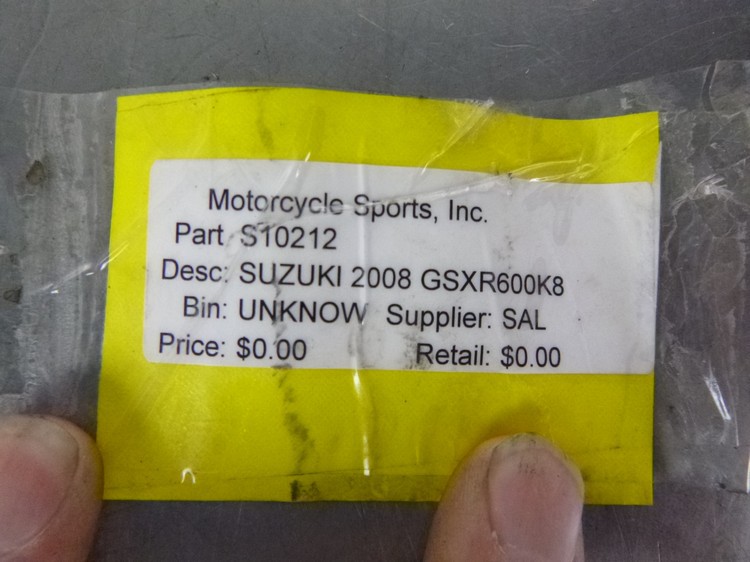 Motorcycle Sports, Inc.
Part S10212
Desc: SUZUKI 2008 GSXR600K8
Bin: UNKNOW Supplier: SAL
Price: $0.00 Retail: $0.00